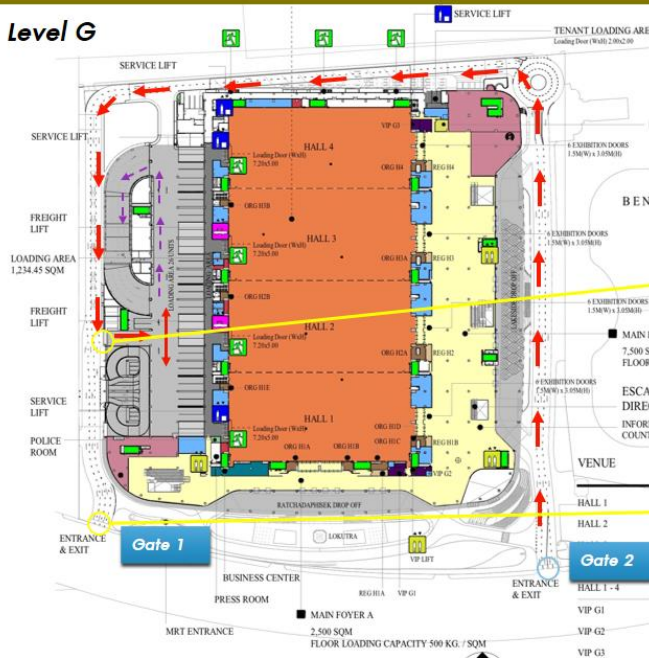 Level G
SERVICE LIFT
TENANT LOADING AREA
Loading Door (WxH) 2.00x2.00
SERVICE LIFT
SERVICE LIFT
VIP G3
HALL 4
6 EXHIBITION DOORS
1.5M(W) x 3.05M(H)
Loading Door (WxH)
7.20x5.00
ORG H4
REG H4
ORG H3B
FREIGHT
LIFT
LOADING AREA
1,234.45 SQM
LOADING AREA 26 UNITS
HALL 3
6 EXHIBITION DOORS
1.5M(W) x 3.05M(H)
Loading Door (WxH)
7.20x5.00
ORG H3A
REG H3
LAKESIDE DROP OFF
BEN
FREIGHT
LIFT
ORG H2B
6 EXHIBITION DOORS
1.5M(W) x 3.05M(H)
HALL 2
Loading Door (WxH)
7.20x5.00
ORG H2A
REG H2
7,500 S
FLOOR
SERVICE
LIFT
ORG H1E
6 EXHIBITION DOORS
1.5M(W) x 3.05M(H)
ESCA
DIREC
INFOR
COUNT
POLICE
ROOM
HALL 1
Loading Door (WxH)
7.20x5.00
ORG H1D
ORG H1A
ORG H1B
ORG H1C
REG H1B
VIP G2
VENUE
RATCHADAPHISEK DROP OFF
HALL 1
HALL 2
LOKUTRA
ENTRANCE
& EXIT
Gate 1
VIP LIFT
Gate 2
BUSINESS CENTER
PRESS ROOM
REG H1A
VIP G1
ENTRANCE
& EXIT
HALL 1 - 4
MAIN FOYER A
2,500 SQM
FLOOR LOADING CAPACITY 500 KG. / SQM
MRT ENTRANCE
VIP G1
VIP G2
VIP G3